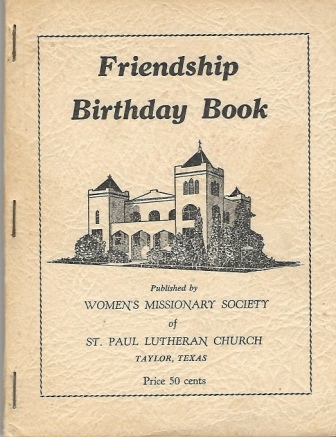 Friendship
Birthday Book
Published by
WOMEN'S MISSIONARY SOCIETY
of
ST. PAUL LUTHERAN CHURCH
TAYLOR, TEXAS
Price 50 cents